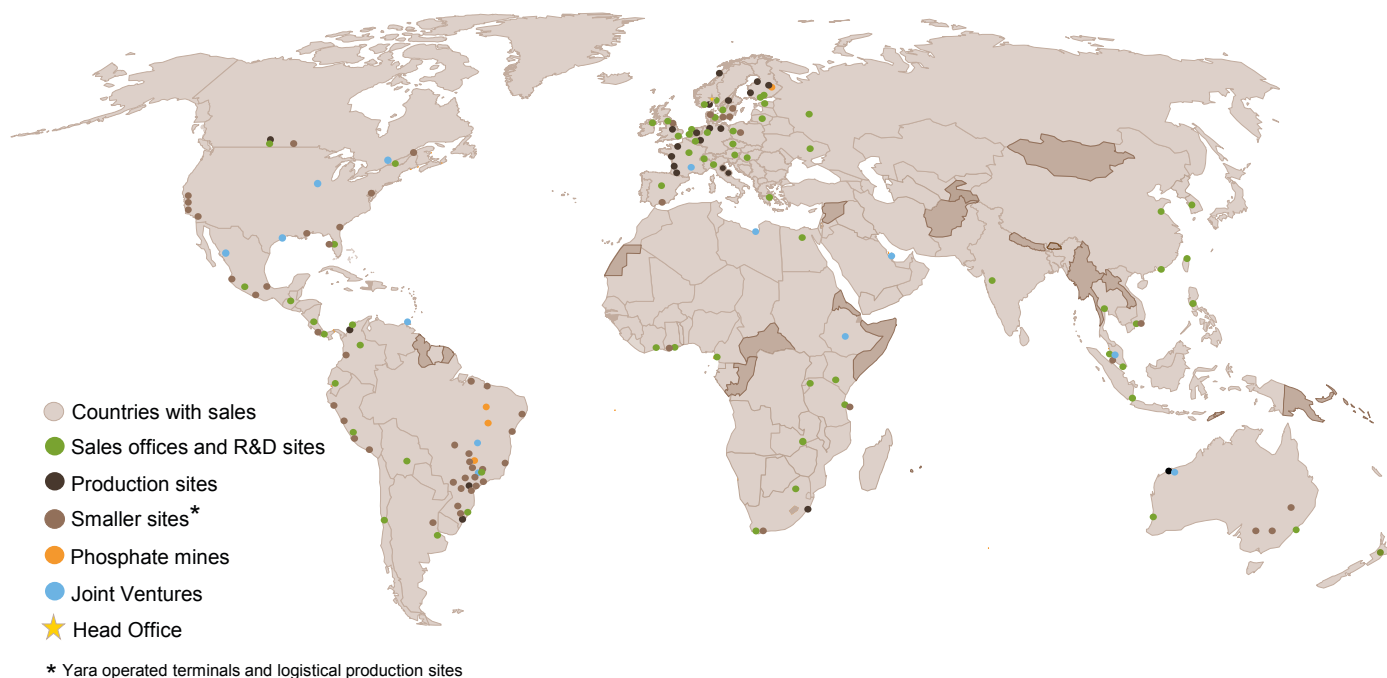 Countries with sales
Sales offices and R&D sites
Production sites
Smaller sites*
Phosphate mines
Joint Ventures
Head Office
* Yara operated terminals and logistical production sites